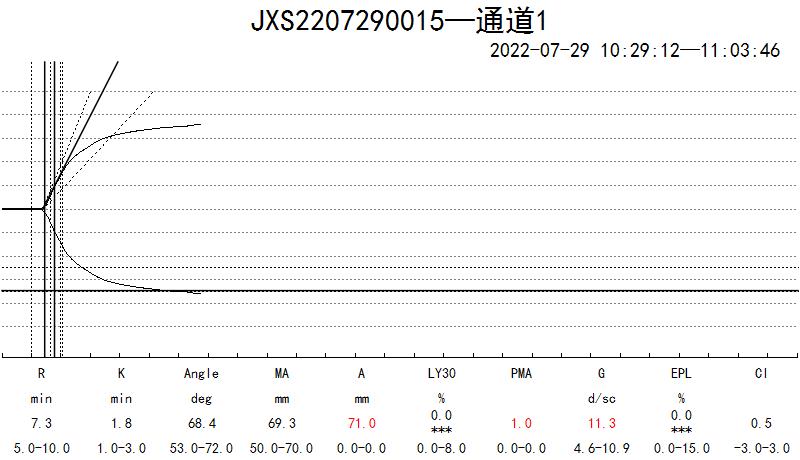 JXS2207290015—通道1
2022-07-29 10:29:12—11:03:46
R K Angle MA A LY30 PMA G EPL CI
min min deg mm mm % d/sc %
7.3 1.8 68.4 69.3 71.0 0.0 *** 1.0 11.3 0.0 *** 0.5
5.0-10.0 1.0-3.0 53.0-72.0 50.0-70.0 0.0-0.0 0.0-8.0 0.0-0.0 4.6-10.9 0.0-15.0 -3.0-3.0